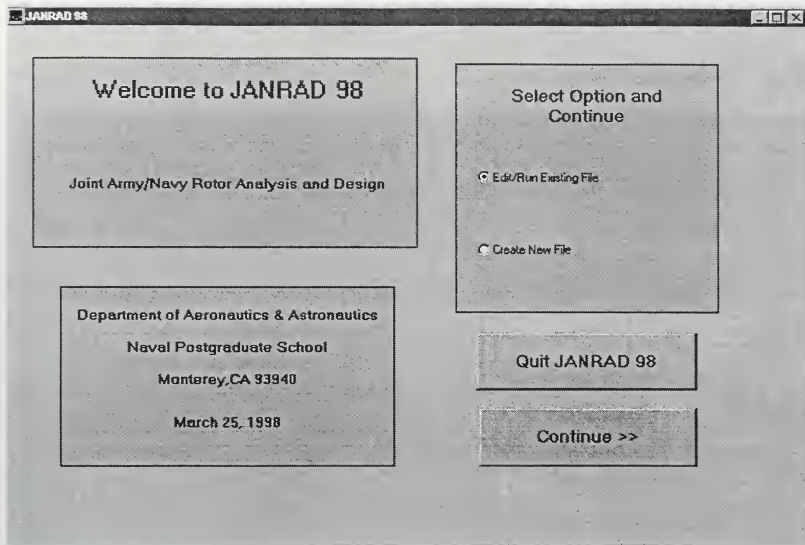 JANRAD 98
Welcome to JANRAD 98
Joint Army/Navy Rotor Analysis and Design
Department of Aeronautics & Astronautics
Naval Postgraduate School
Monterey,CA 93940
March 25, 1998
Select Option and
Continue
Edit/Run Existing File
Create New File
Quit JANRAD 98
Continue >>